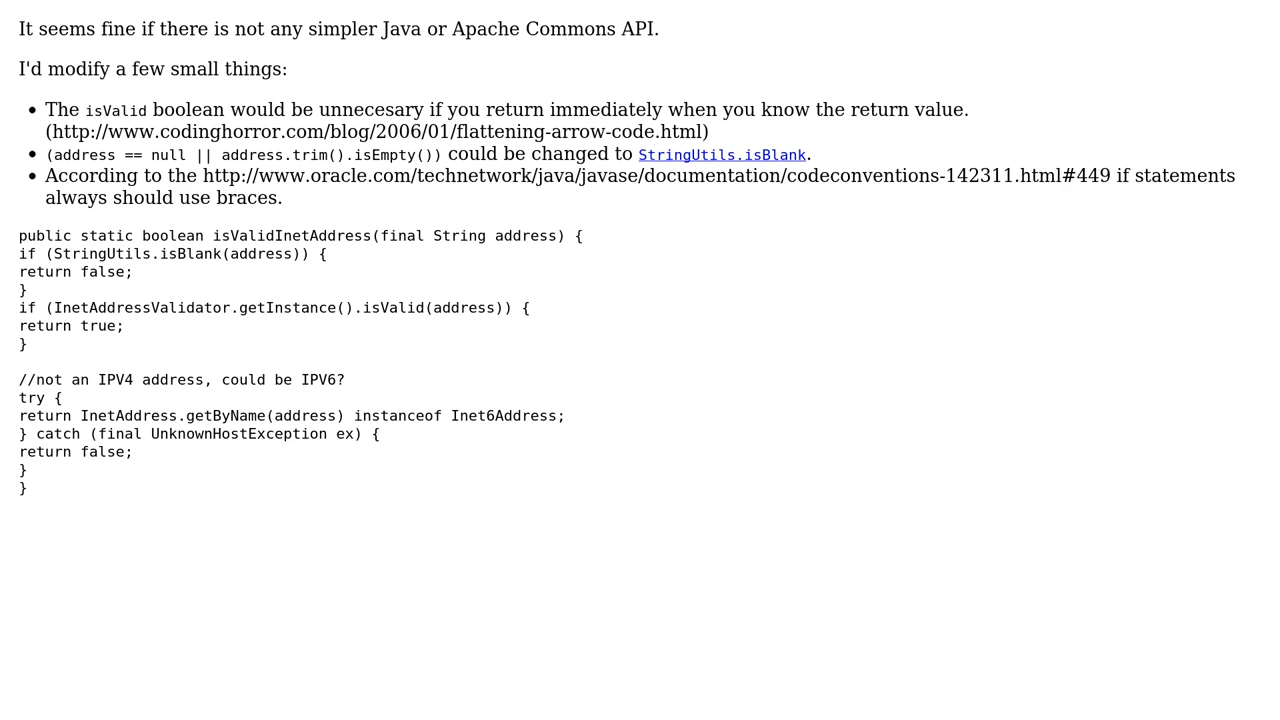 It seems fine if there is not any simpler Java or Apache Commons API.
I'd modify a few small things:
• The isValid boolean would be unnecesary if you return immediately when you know the return value.
(http://www.codinghorror.com/blog/2006/01/flattening-arrow-code.html)
• (address == null || address.trim().isEmpty()) could be changed to StringUtils.isBlank.
• According to the http://www.oracle.com/technetwork/java/javase/documentation/codeconventions-142311.html#449 if statements
always should use braces.
public static boolean isValidInetAddress(final String address) {
if (StringUtils.isBlank(address)) {
return false;
}
if (InetAddressValidator.getInstance().isValid(address)) {
return true;
}
//not an IPV4 address, could be IPV6?
try {
return InetAddress.getByName(address) instanceof Inet6Address;
} catch (final UnknownHostException ex) {
return false;
}
}